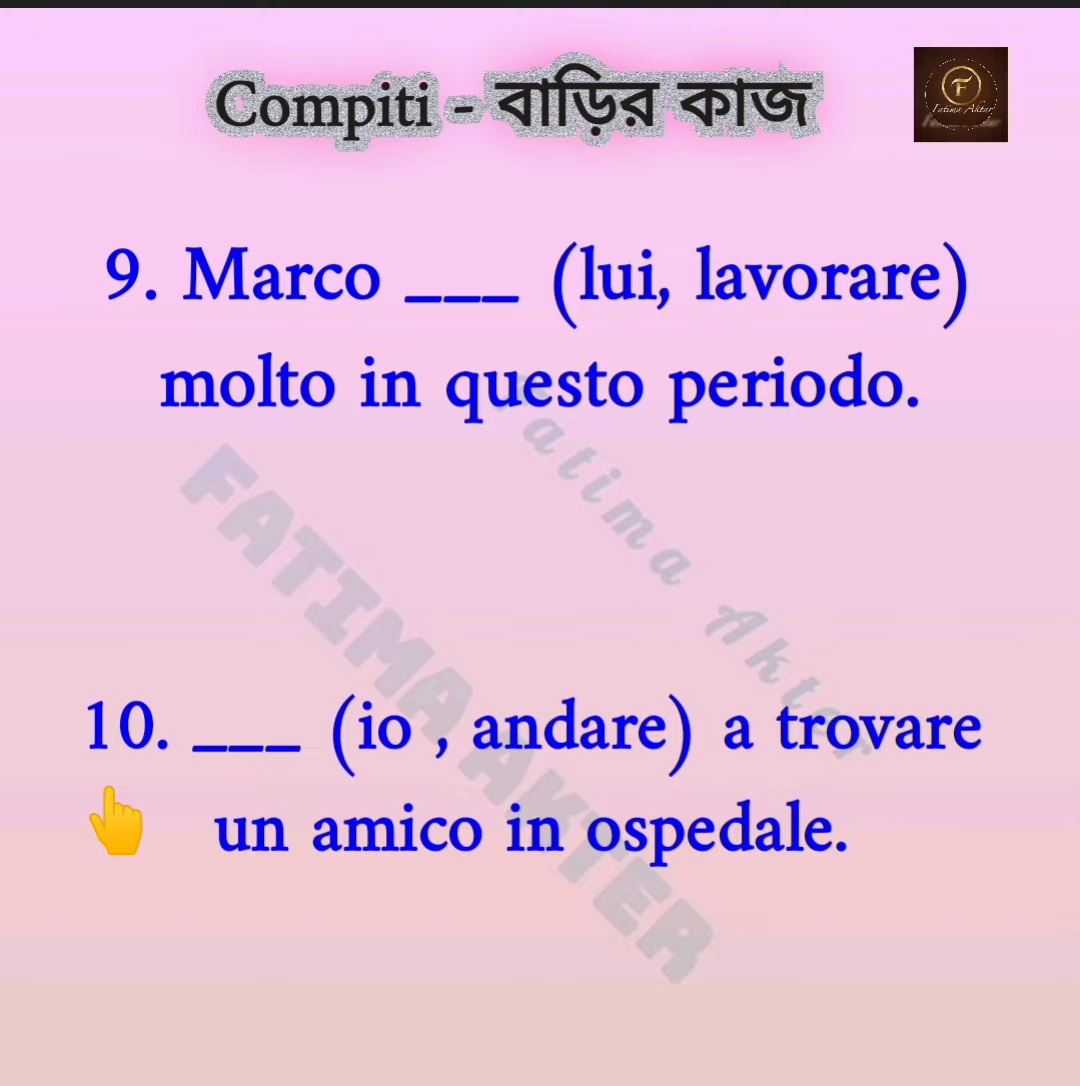 Compiti - বাড়ির কাজ
F
Fatima Aktar
9. Marco ___ (lui, lavorare)
molto in questo periodo.
Fatima Akter
FATIMA AKTER
10. ___ (io , andare) a trovare
un amico in ospedale.